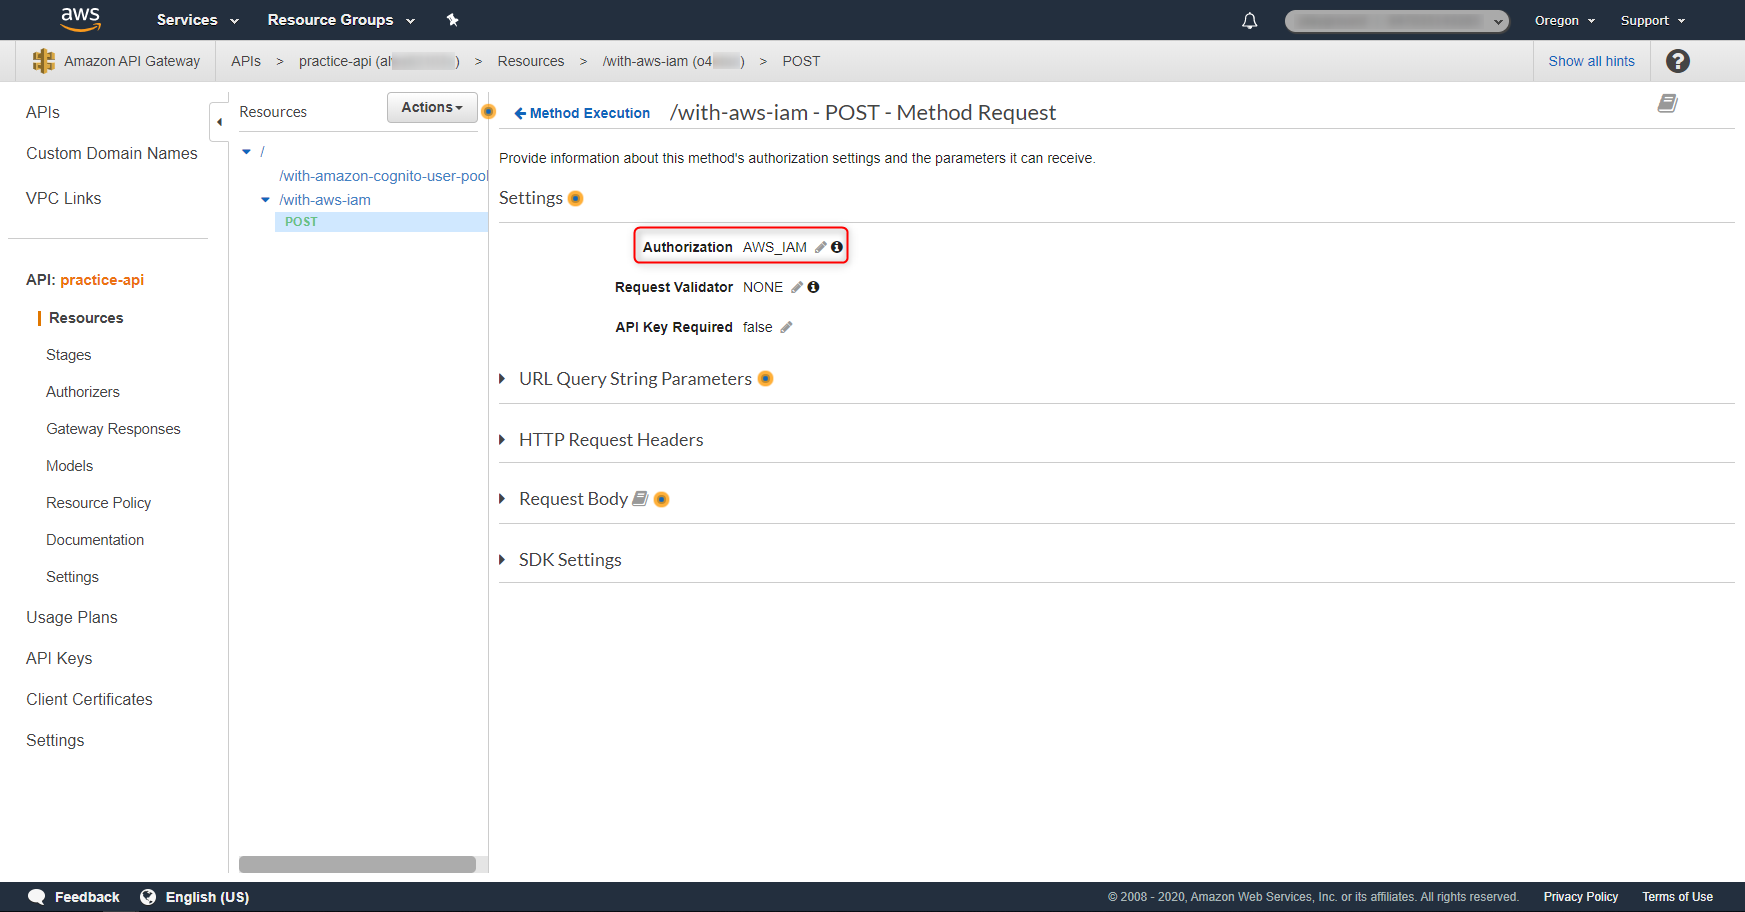 aws Services Resource Groups Oregon Support
Amazon API Gateway APIs > practice-api (al ) > Resources > /with-aws-iam (o4 ) > POST Show all hints ?
APIs
Custom Domain Names
VPC Links
API: practice-api
Resources
Stages
Authorizers
Gateway Responses
Models
Resource Policy
Documentation
Settings
Usage Plans
API Keys
Client Certificates
Settings
Resources Actions
/
/with-amazon-cognito-user-pool
/with-aws-iam
POST
Method Execution /with-aws-iam - POST - Method Request
Provide information about this method's authorization settings and the parameters it can receive.
Settings
Authorization AWS_IAM
Request Validator NONE
API Key Required false
URL Query String Parameters
HTTP Request Headers
Request Body
SDK Settings
Feedback English (US) © 2008 - 2020, Amazon Web Services, Inc. or its affiliates. All rights reserved. Privacy Policy Terms of Use